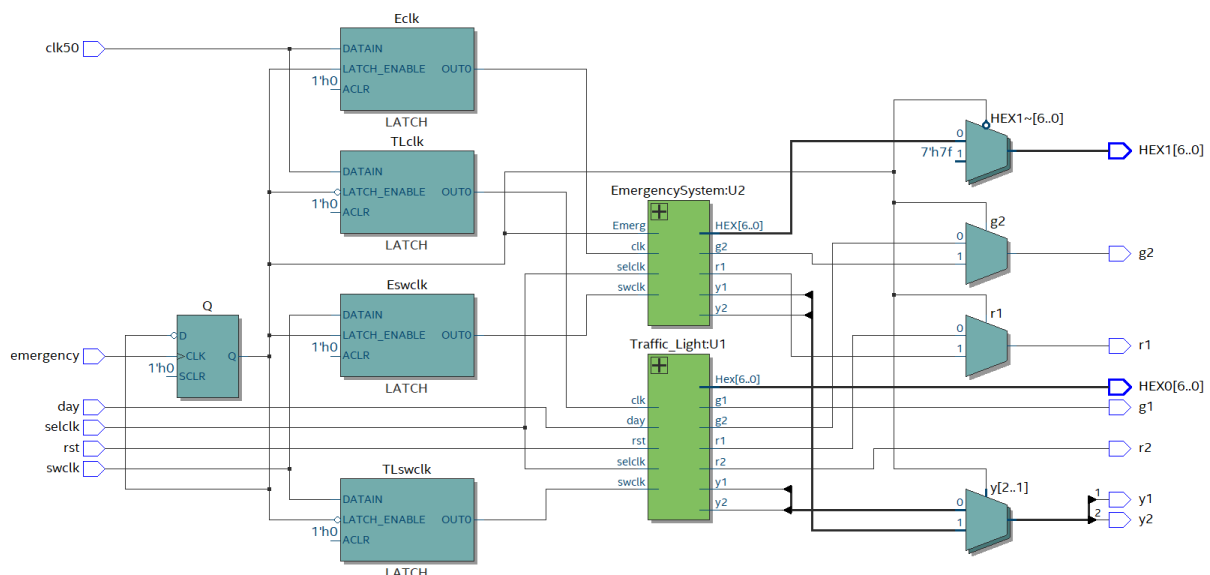 Eclk
clk50
DATAIN
LATCH_ENABLE OUT0
1'h0
ACLR
LATCH
TLclk
DATAIN
LATCH_ENABLE OUT0
1'h0
ACLR
LATCH
HEX1~[6..0]
0
7'h7f 1
HEX1[6..0]
EmergencySystem:U2
Emerg HEX[6..0]
clk g2
selclk r1
swclk y1
y2
g2
0
1
g2
Eswclk
DATAIN
LATCH_ENABLE OUT0
1'h0
ACLR
LATCH
Q
D
emergency
CLK Q
1'h0
SCLR
r1
0
1
r1
Traffic_Light:U1
Hex[6..0]
clk g1
day g2
rst r1
selclk r2
swclk y1
y2
HEX0[6..0]
g1
r2
day
selclk
rst
swclk
TLswclk
DATAIN
LATCH_ENABLE OUT0
1'h0
ACLR
LATCH
y[2..1]
0
1
1 y1
2 y2